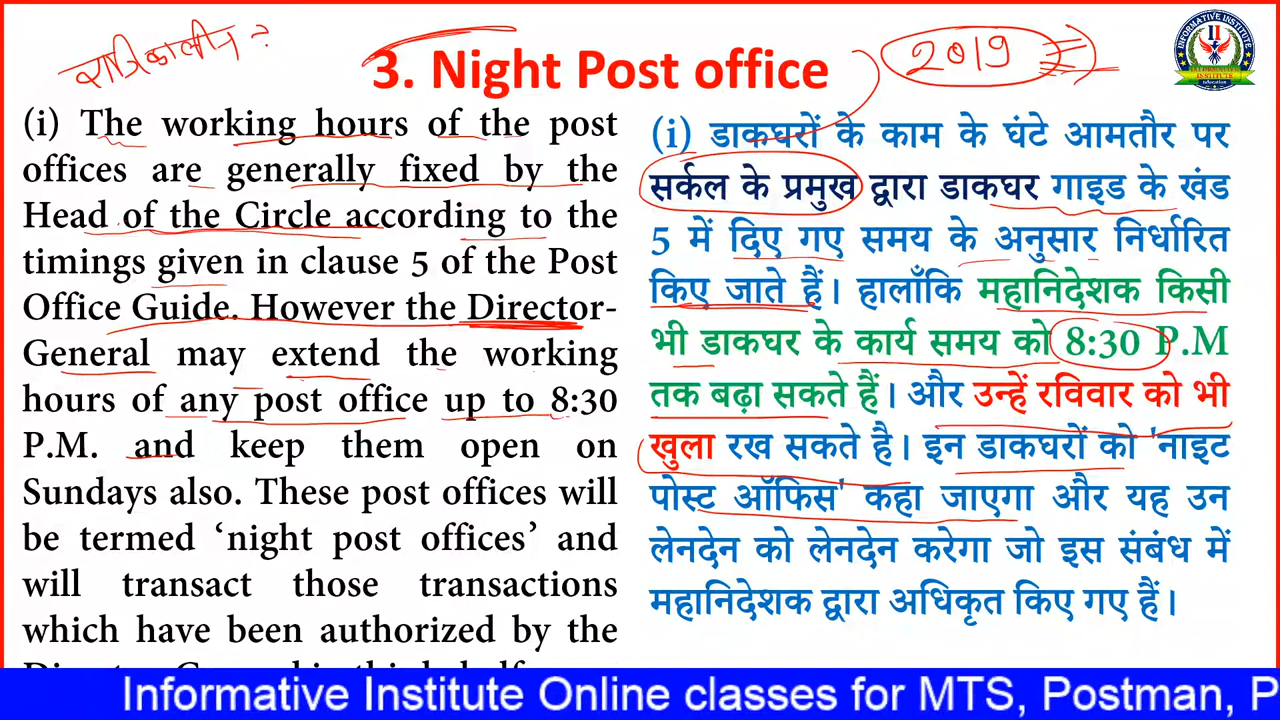 रात्रिकालीन ?
3. Night Post office
2019
INFORMATIVE INSTITUTE
II
(i) The working hours of the post
offices are generally fixed by the
Head of the Circle according to the
timings given in clause 5 of the Post
Office Guide. However the Director-
General may extend the working
hours of any post office up to 8:30
P.M. and keep them open on
Sundays also. These post offices will
be termed ‘night post offices’ and
will transact those transactions
which have been authorized by the
(i) डाकघरों के काम के घंटे आमतौर पर
सर्कल के प्रमुख द्वारा डाकघर गाइड के खंड
5 में दिए गए समय के अनुसार निर्धारित
किए जाते हैं। हालाँकि महानिदेशक किसी
भी डाकघर के कार्य समय को 8:30 P.M
तक बढ़ा सकते हैं। और उन्हें रविवार को भी
खुला रख सकते है। इन डाकघरों को 'नाइट
पोस्ट ऑफिस' कहा जाएगा और यह उन
लेनदेन को लेनदेन करेगा जो इस संबंध में
महानिदेशक द्वारा अधिकृत किए गए हैं।
Informative Institute Online classes for MTS, Postman, P